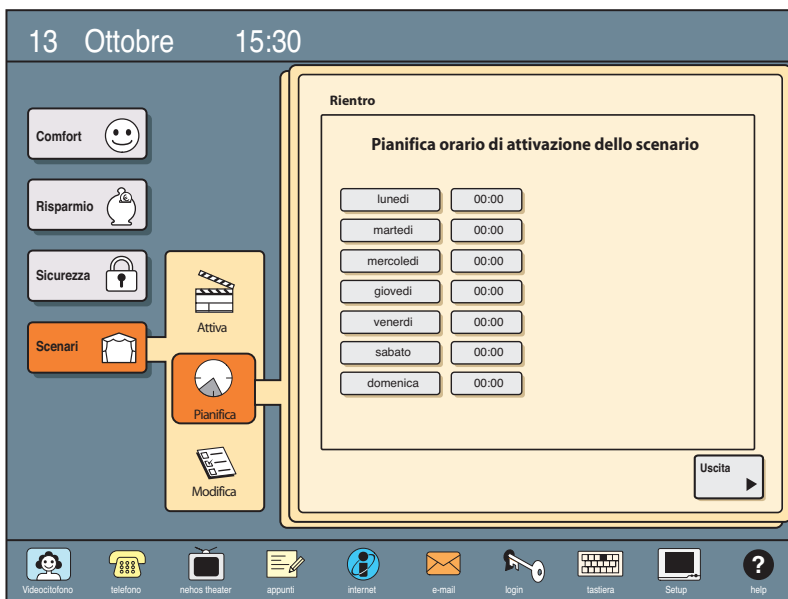 13 Ottobre 15:30
Comfort
Risparmio
Sicurezza
Scenari
Attiva
Pianifica
Modifica
Rientro
Pianifica orario di attivazione dello scenario
lunedi 00:00
martedi 00:00
mercoledi 00:00
giovedi 00:00
venerdi 00:00
sabato 00:00
domenica 00:00
Uscita
Videocitofono telefono nehos theater appunti internet e-mail login tastiera Setup help